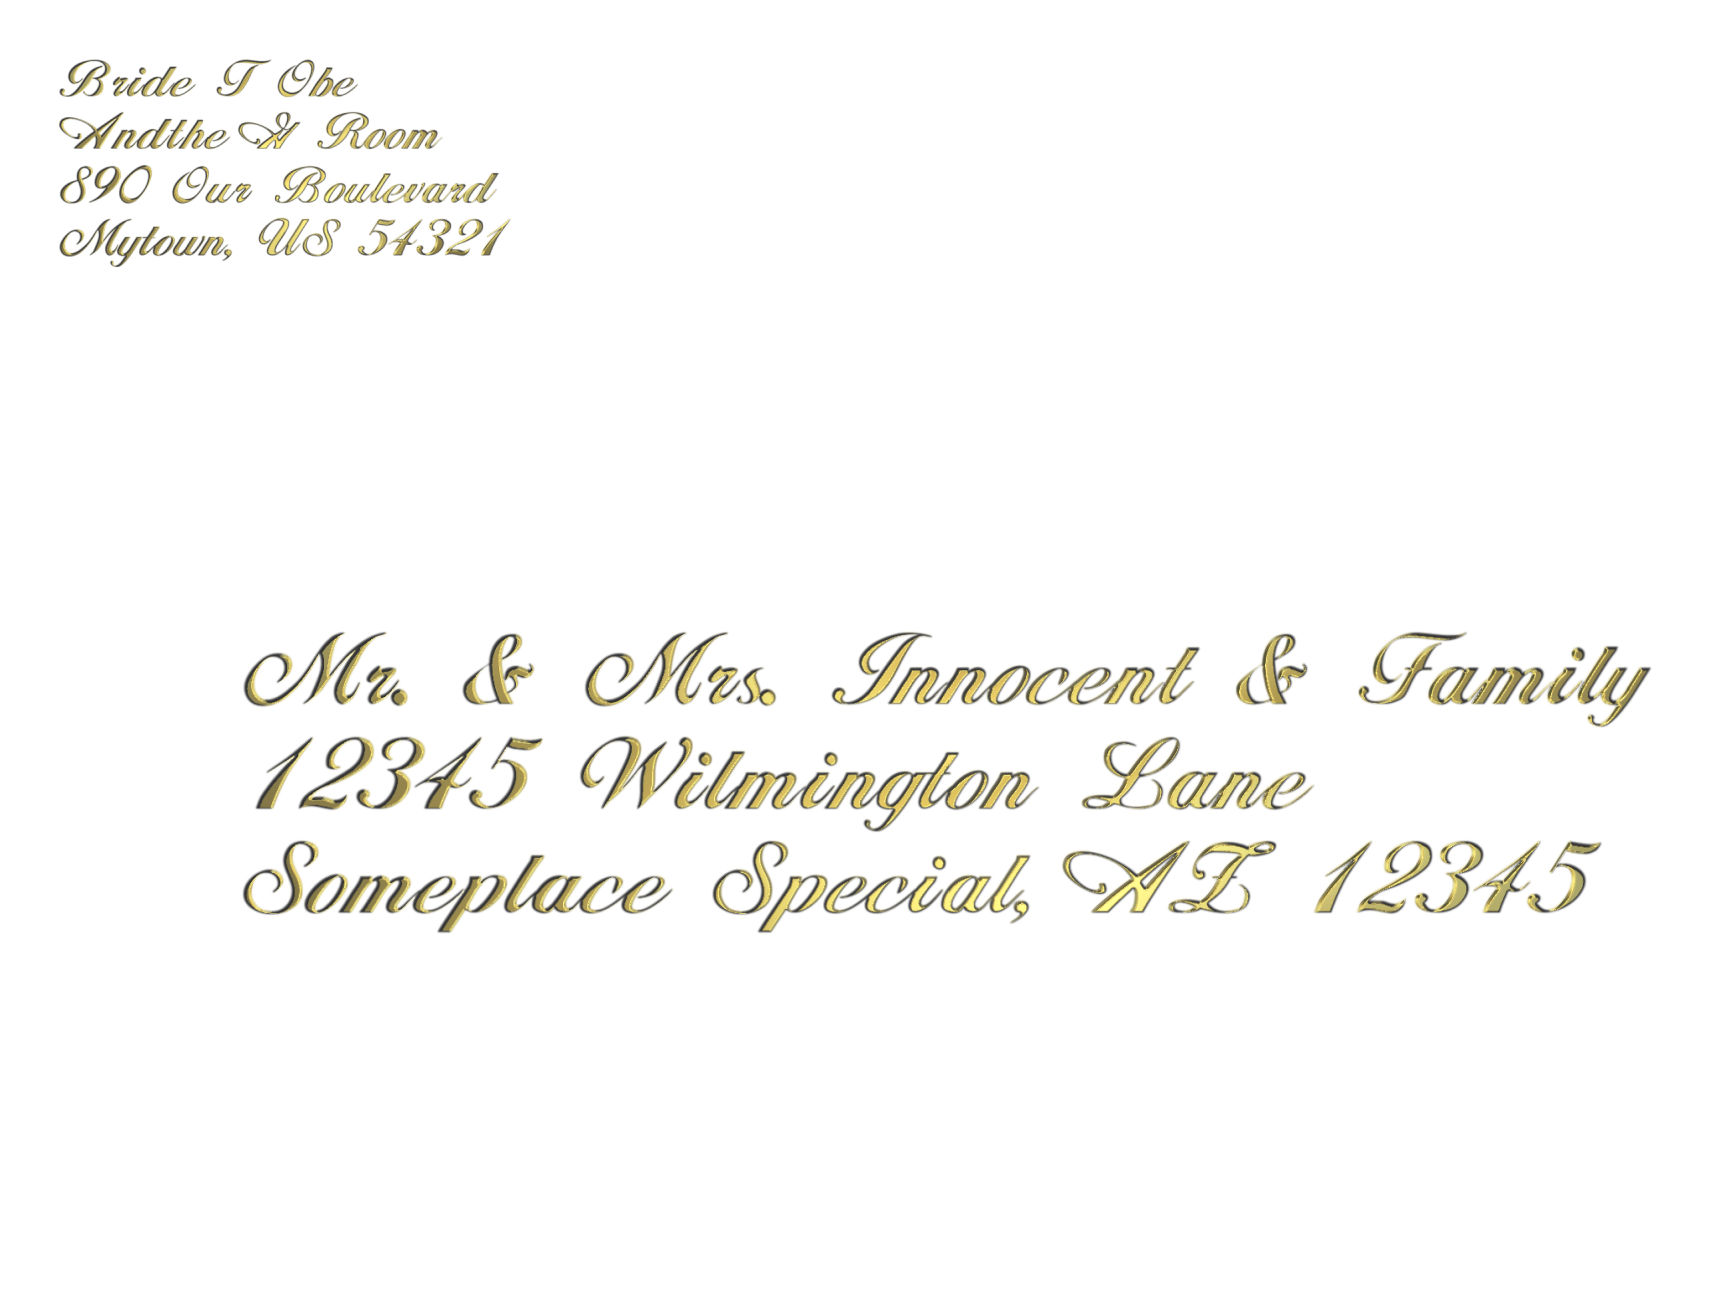 Bride T Obe
Andthe Room
890 Our Boulevard
Mytown, US 54321
Mr. & Mrs. Innocent & Family
12345 Wilmington Lane
Someplace Special, AZ 12345